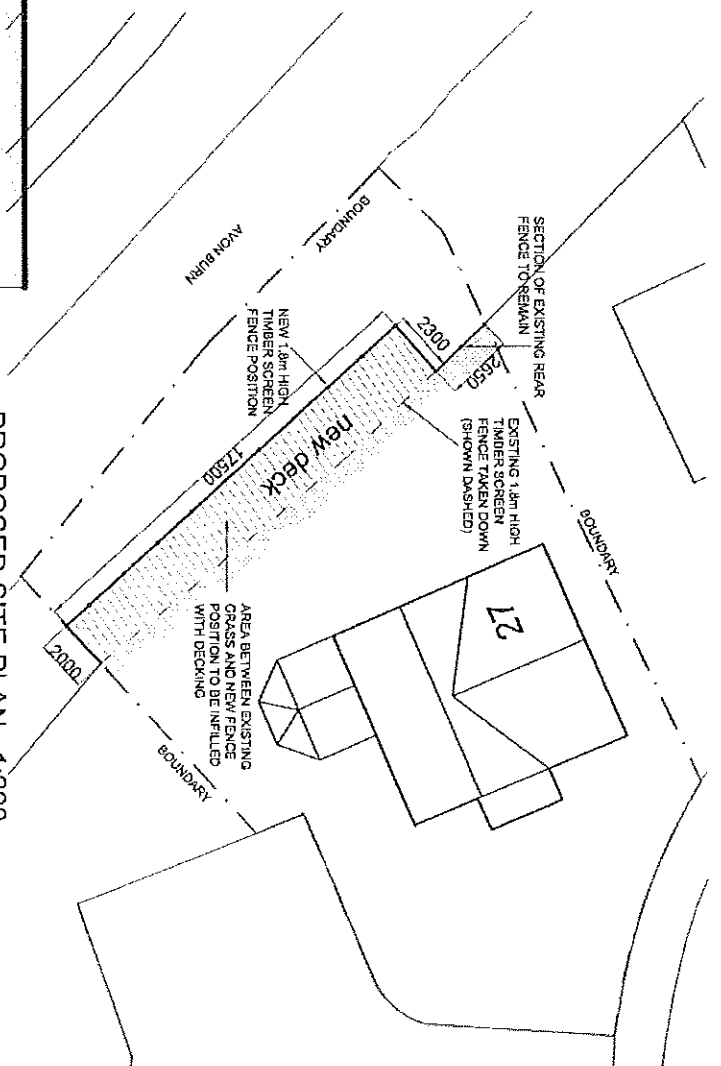 SECTION OF EXISTING REAR
FENCE TO REMAIN
BOUNDARY
AVON BURN
2300
2650
NEW 1.8m HIGH
TIMBER SCREEN
FENCE POSITION
EXISTING 1.8m HIGH
TIMBER SCREEN
FENCE TAKEN DOWN
(SHOWN DASHED)
BOUNDARY
new deck
17500
27
AREA BETWEEN EXISTING
GRASS AND NEW FENCE
POSITION TO BE INFILLED
WITH DECKING
2000
BOUNDARY
PROPOSED SITE PLAN 1:200